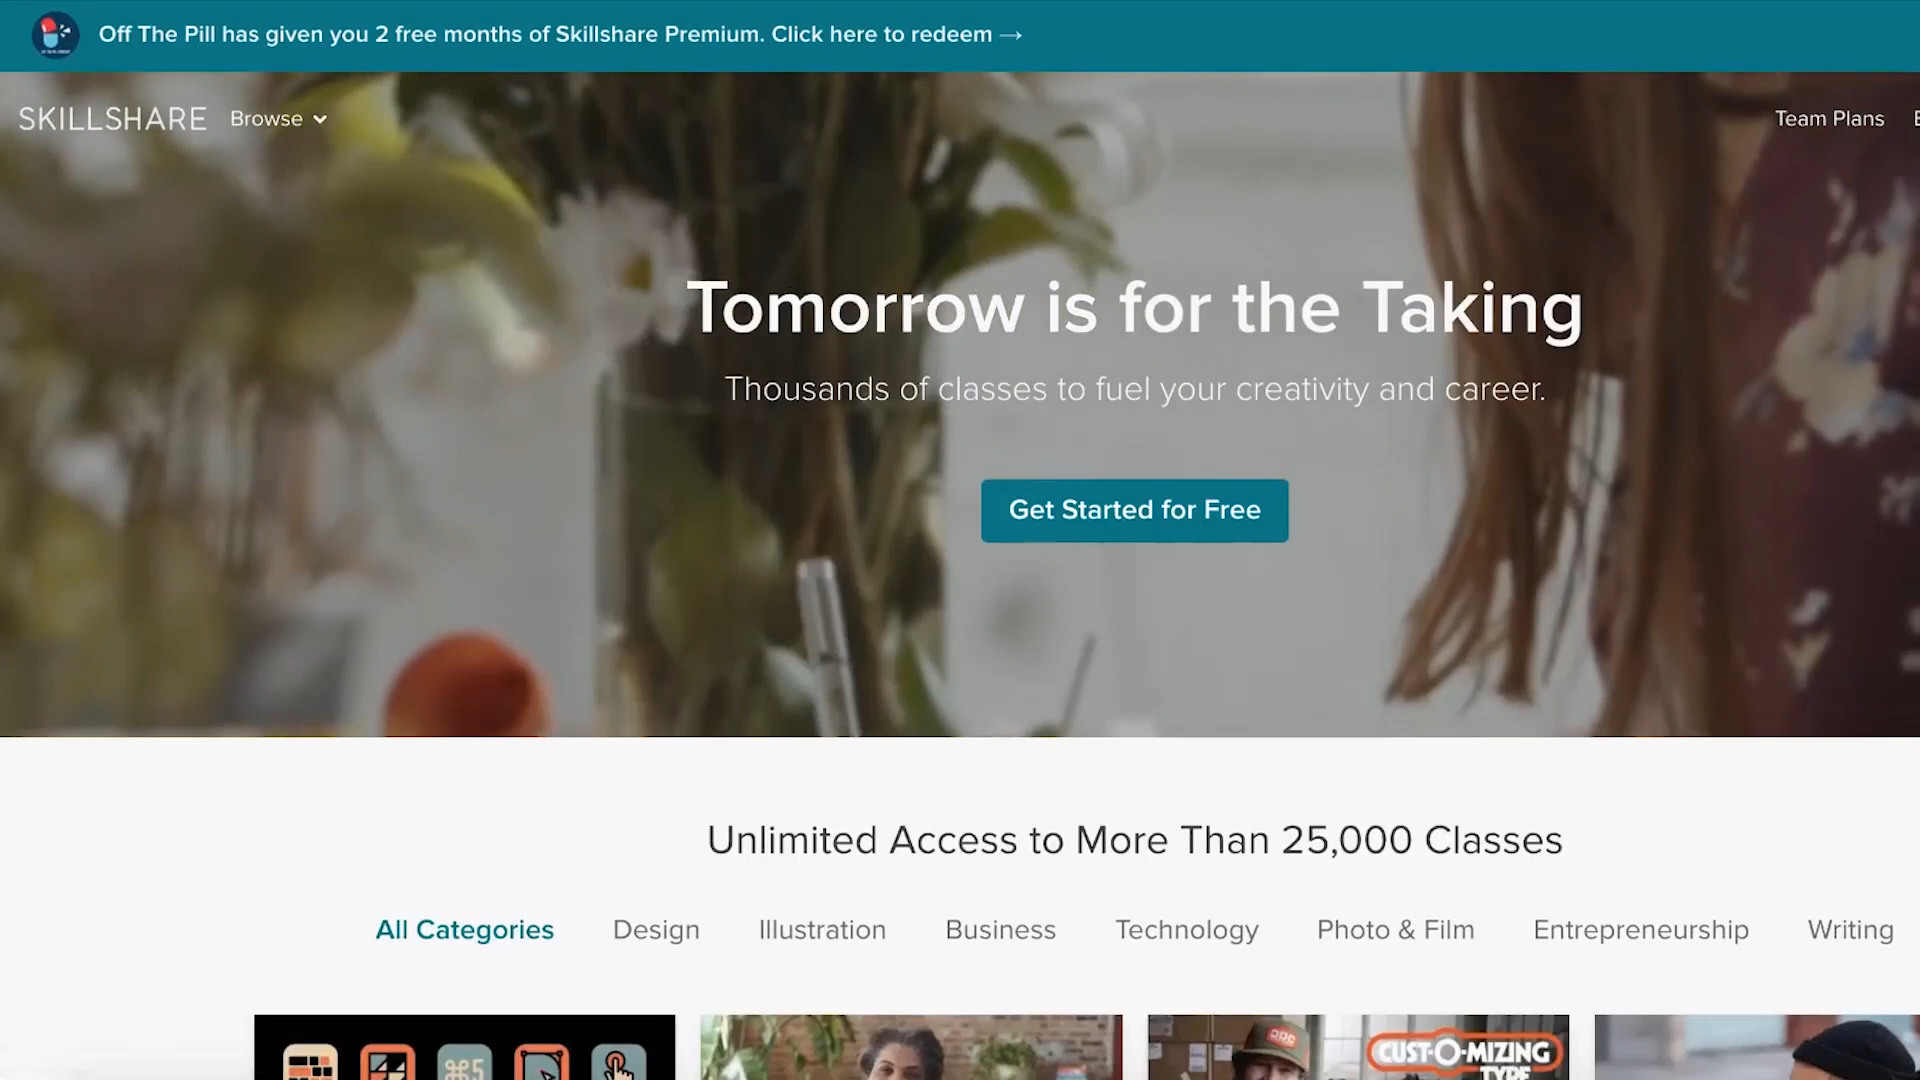 Off The Pill has given you 2 free months of Skillshare Premium. Click here to redeem →
SKILLSHARE Browse Team Plans
Tomorrow is for the Taking
Thousands of classes to fuel your creativity and career.
Get Started for Free
Unlimited Access to More Than 25,000 Classes
All Categories Design Illustration Business Technology Photo & Film Entrepreneurship Writing
⌘5
DDC
CUST-O-MIZING
TYPE